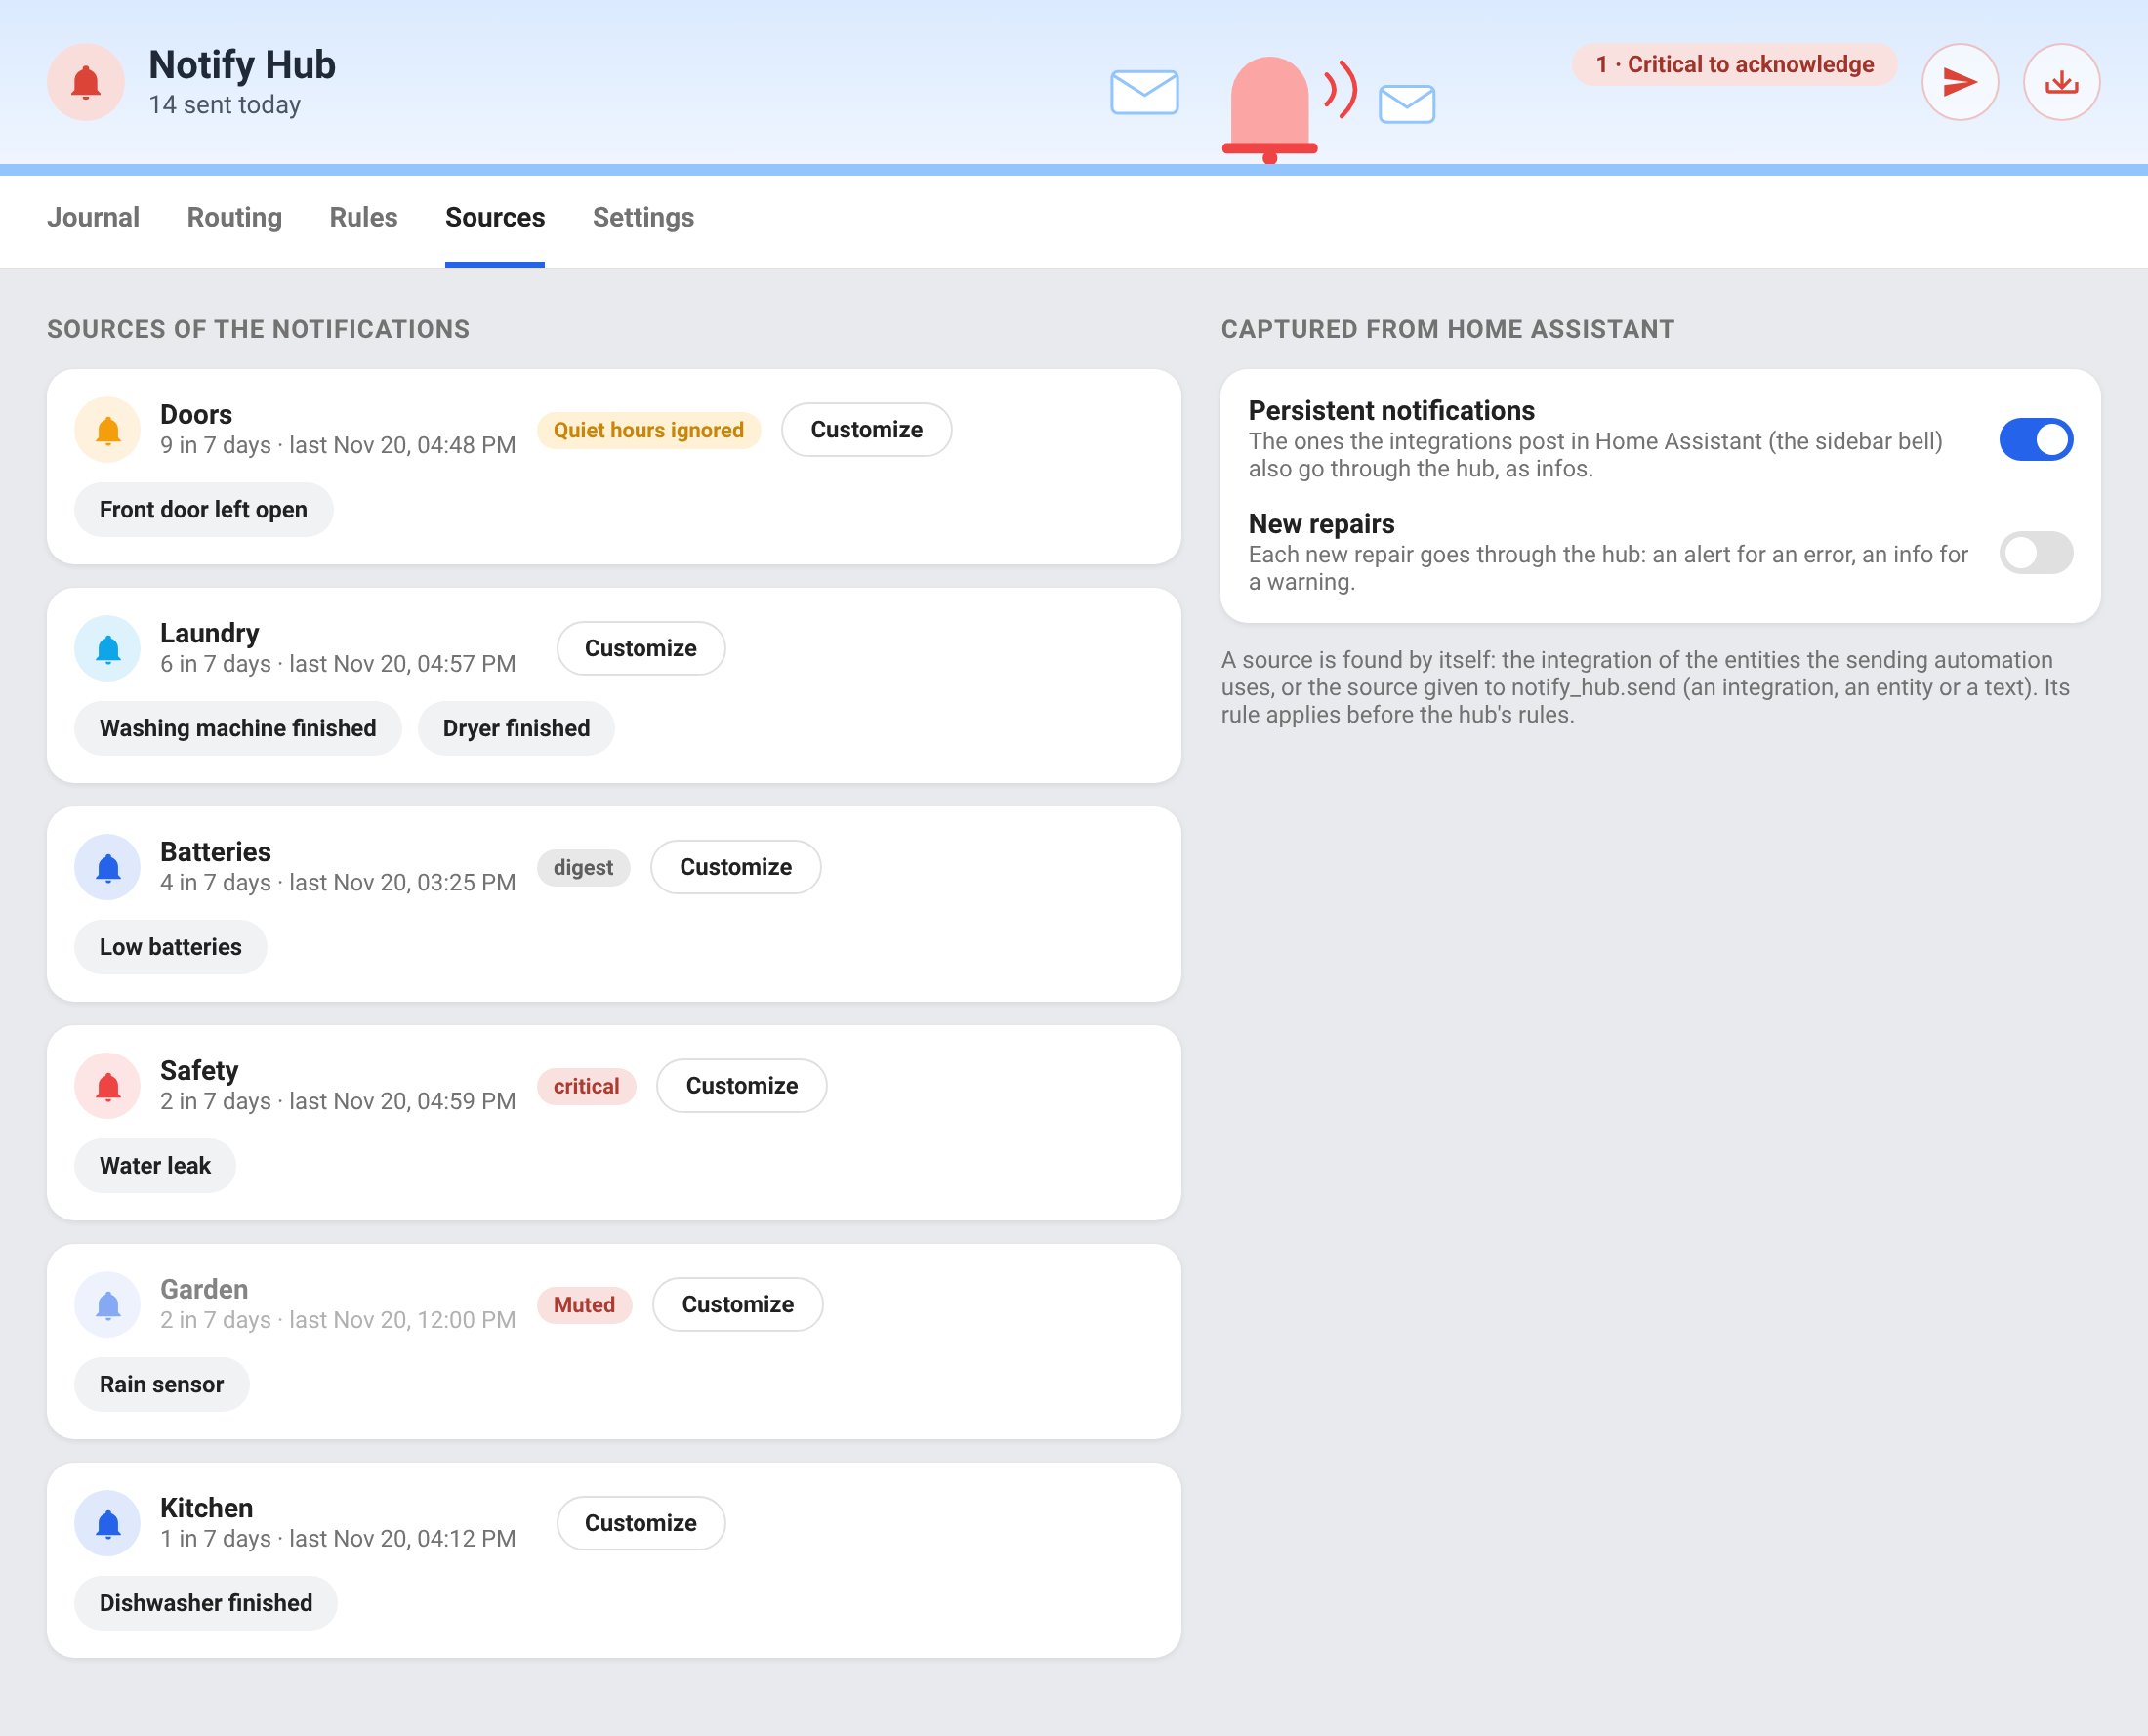 Notify Hub
14 sent today
1 · Critical to acknowledge
Journal
Routing
Rules
Sources
Settings
SOURCES OF THE NOTIFICATIONS
Doors
9 in 7 days · last Nov 20, 04:48 PM
Quiet hours ignored
Customize
Front door left open
Laundry
6 in 7 days · last Nov 20, 04:57 PM
Customize
Washing machine finished
Dryer finished
Batteries
4 in 7 days · last Nov 20, 03:25 PM
digest
Customize
Low batteries
Safety
2 in 7 days · last Nov 20, 04:59 PM
critical
Customize
Water leak
Garden
2 in 7 days · last Nov 20, 12:00 PM
Muted
Customize
Rain sensor
Kitchen
1 in 7 days · last Nov 20, 04:12 PM
Customize
Dishwasher finished
CAPTURED FROM HOME ASSISTANT
Persistent notifications
The ones the integrations post in Home Assistant (the sidebar bell)
also go through the hub, as infos.
New repairs
Each new repair goes through the hub: an alert for an error, an info for
a warning.
A source is found by itself: the integration of the entities the sending automation
uses, or the source given to notify_hub.send (an integration, an entity or a text). Its
rule applies before the hub's rules.